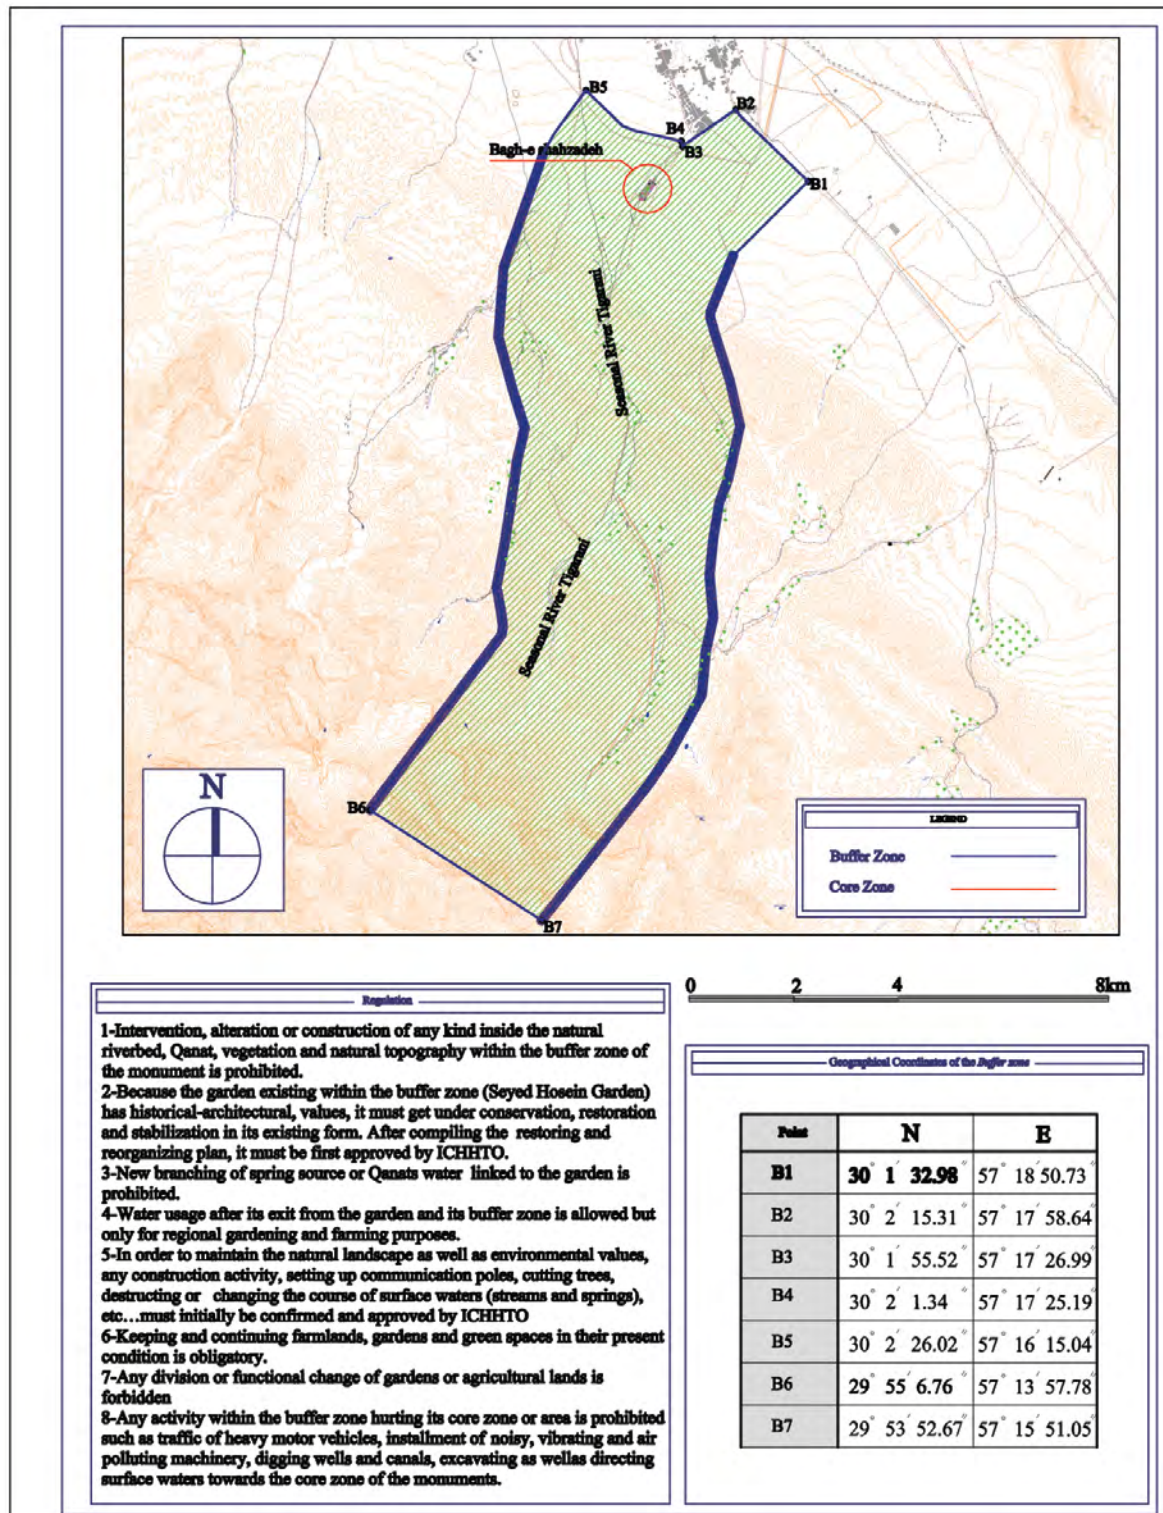 B5
B2
B4
B3
Bagh-e shahzadeh
B1
Seasonal River Tigerani
Seasonal River Tigerani
N
B6
B7
LEGEND
Buffer Zone
Core Zone
0 2 4 8km
Regulation
1-Intervention, alteration or construction of any kind inside the natural
riverbed, Qanat, vegetation and natural topography within the buffer zone of
the monument is prohibited.
2-Because the garden existing within the buffer zone (Seyed Hosein Garden)
has historical-architectural, values, it must get under conservation, restoration
and stabilization in its existing form. After compiling the restoring and
reorganizing plan, it must be first approved by ICHHTO.
3-New branching of spring source or Qanats water linked to the garden is
prohibited.
4-Water usage after its exit from the garden and its buffer zone is allowed but
only for regional gardening and farming purposes.
5-In order to maintain the natural landscape as well as environmental values,
any construction activity, setting up communication poles, cutting trees,
destructing or changing the course of surface waters (streams and springs),
etc...must initially be confirmed and approved by ICHHTO
6-Keeping and continuing farmlands, gardens and green spaces in their present
condition is obligatory.
7-Any division or functional change of gardens or agricultural lands is
forbidden
8-Any activity within the buffer zone hurting its core zone or area is prohibited
such as traffic of heavy motor vehicles, installment of noisy, vibrating and air
polluting machinery, digging wells and canals, excavating as wellas directing
surface waters towards the core zone of the monuments.
Geographical Coordinates of the Buffer zone
Point N E
B1 30° 1′ 32.98″ 57° 18′ 50.73″
B2 30° 2′ 15.31″ 57° 17′ 58.64″
B3 30° 1′ 55.52″ 57° 17′ 26.99″
B4 30° 2′ 1.34″ 57° 17′ 25.19″
B5 30° 2′ 26.02″ 57° 16′ 15.04″
B6 29° 55′ 6.76″ 57° 13′ 57.78″
B7 29° 53′ 52.67″ 57° 15′ 51.05″